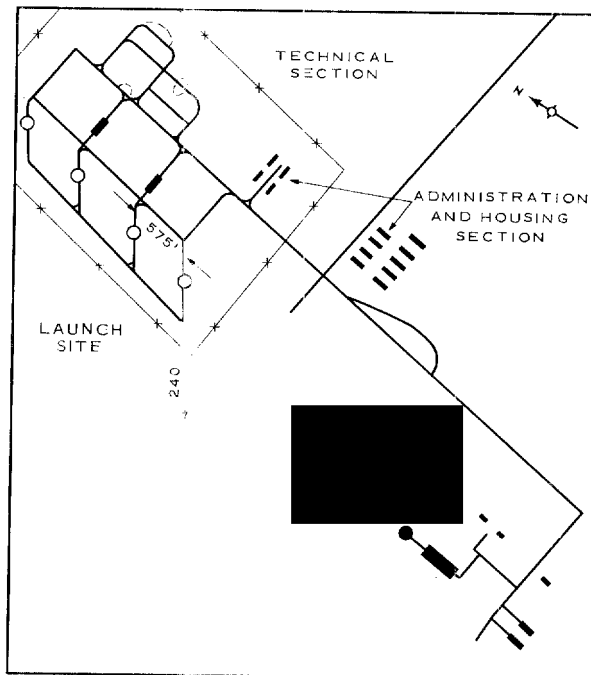 TECHNICAL
SECTION
N
ADMINISTRATION
AND HOUSING
SECTION
575'
LAUNCH
SITE
240
?